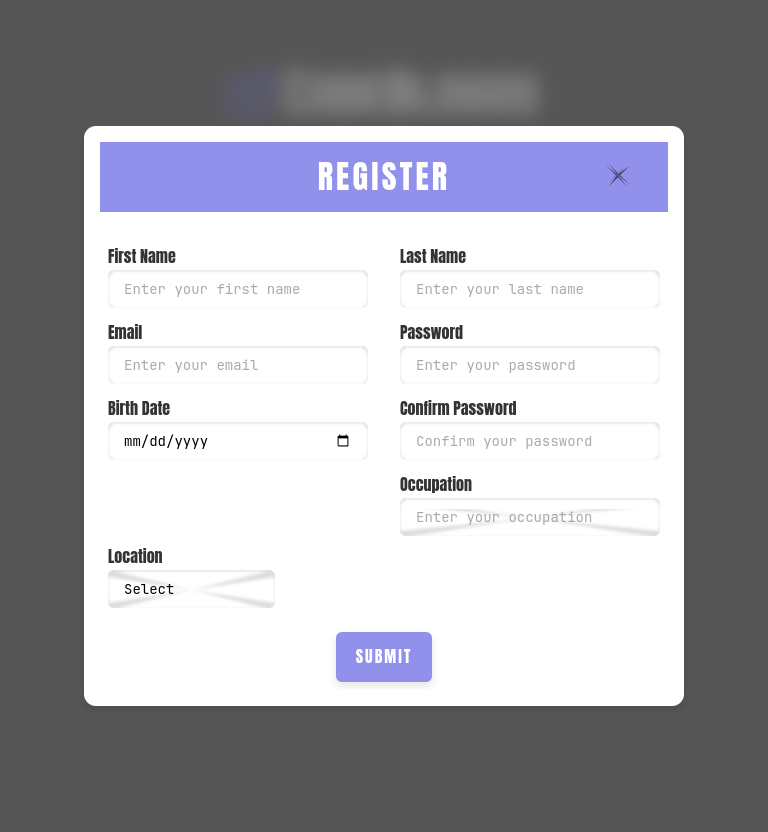 REGISTER
First Name
Last Name
Enter your first name
Enter your last name
Email
Password
Enter your email
Enter your password
Birth Date
Confirm Password
mm/dd/yyyy
Confirm your password
Occupation
Enter your occupation
Location
Select
SUBMIT